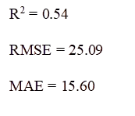 R² = 0.54
RMSE = 25.09
MAE = 15.60